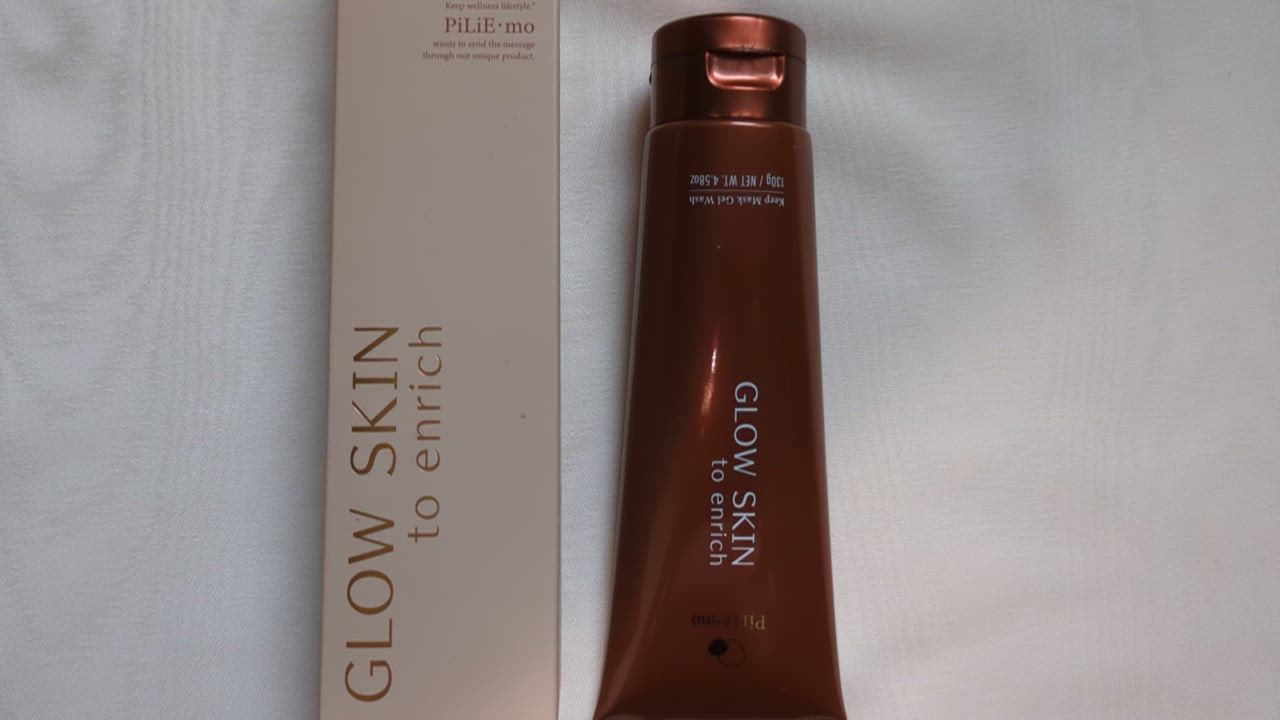 Keep wellness lifestyle."
PiLiE·mo
wants to send the message
through our unique product.
GLOW SKIN
to enrich
PiLiE·mo
GLOW SKIN
to enrich
Keep Mask Gel Wash
130g / NET WT. 4.58oz